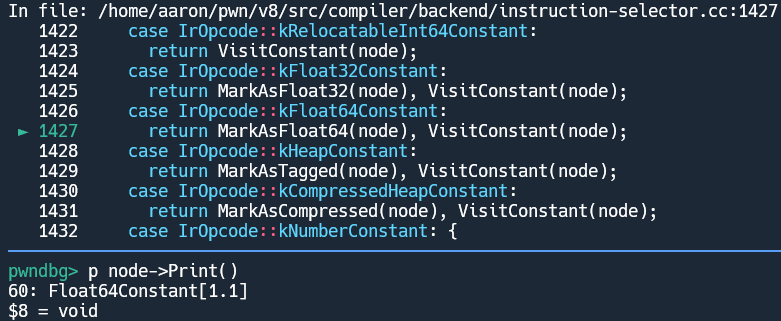 In file: /home/aaron/pwn/v8/src/compiler/backend/instruction-selector.cc:1427
1422     case IrOpcode::kRelocatableInt64Constant:
1423       return VisitConstant(node);
1424     case IrOpcode::kFloat32Constant:
1425       return MarkAsFloat32(node), VisitConstant(node);
1426     case IrOpcode::kFloat64Constant:
► 1427       return MarkAsFloat64(node), VisitConstant(node);
1428     case IrOpcode::kHeapConstant:
1429       return MarkAsTagged(node), VisitConstant(node);
1430     case IrOpcode::kCompressedHeapConstant:
1431       return MarkAsCompressed(node), VisitConstant(node);
1432     case IrOpcode::kNumberConstant: {
pwndbg> p node->Print()
60: Float64Constant[1.1]
$8 = void